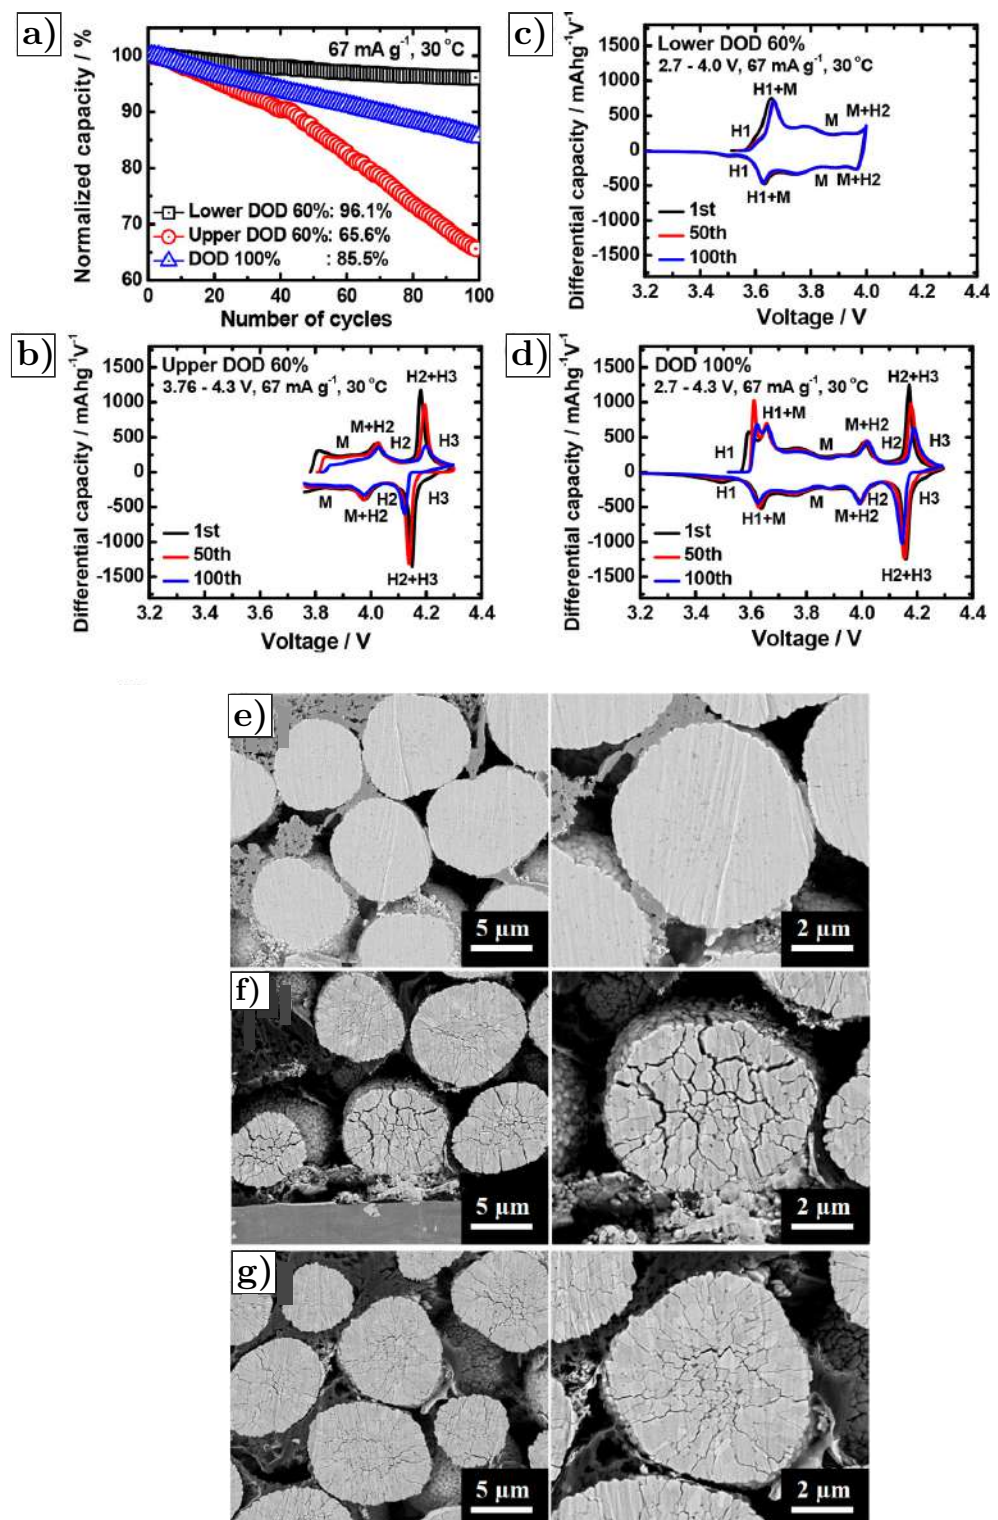 a)
67 mA g⁻¹, 30 °C
Normalized capacity / %
100
90
80
70
60
Lower DOD 60%: 96.1%
Upper DOD 60%: 65.6%
DOD 100% : 85.5%
0 20 40 60 80 100
Number of cycles
c)
Lower DOD 60%
2.7 - 4.0 V, 67 mA g⁻¹, 30 °C
Differential capacity / mAhg⁻¹V⁻¹
1500
1000
500
0
-500
-1000
-1500
H1+M
H1
M
M+H2
H1
H1+M
M
M+H2
1st
50th
100th
3.2 3.4 3.6 3.8 4.0 4.2 4.4
Voltage / V
b)
Upper DOD 60%
3.76 - 4.3 V, 67 mA g⁻¹, 30 °C
Differential capacity / mAhg⁻¹V⁻¹
1500
1000
500
0
-500
-1000
-1500
H2+H3
M+H2
M
H2
H3
M
M+H2
H2
H3
H2+H3
1st
50th
100th
3.2 3.4 3.6 3.8 4.0 4.2 4.4
Voltage / V
d)
DOD 100%
2.7 - 4.3 V, 67 mA g⁻¹, 30 °C
Differential capacity / mAhg⁻¹V⁻¹
1500
1000
500
0
-500
-1000
-1500
H2+H3
H1+M
H1
M
M+H2
H2
H3
H1
H1+M
M
M+H2
H2
H3
H2+H3
1st
50th
100th
3.2 3.4 3.6 3.8 4.0 4.2 4.4
Voltage / V
e)
5 µm
2 µm
f)
5 µm
2 µm
g)
5 µm
2 µm